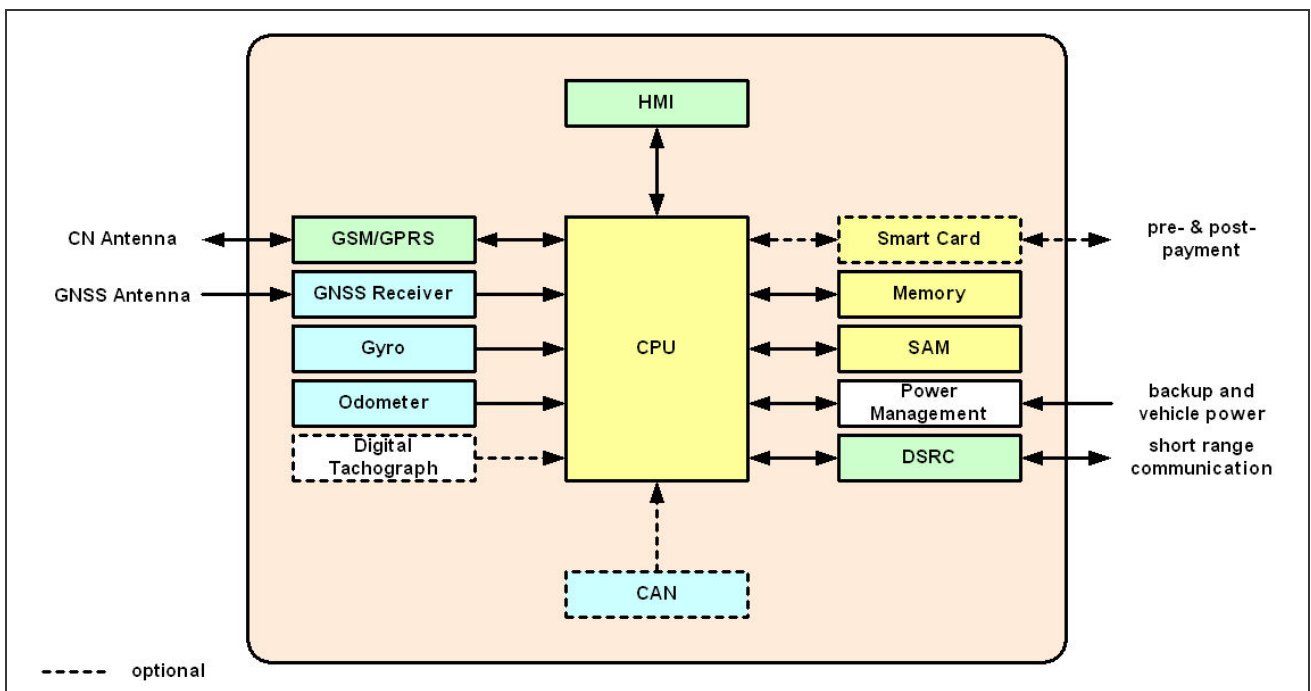 HMI
CN Antenna
GSM/GPRS
Smart Card
pre- & post-
payment
GNSS Antenna
GNSS Receiver
CPU
Memory
Gyro
SAM
Odometer
Power
Management
backup and
vehicle power
Digital
Tachograph
DSRC
short range
communication
CAN
optional